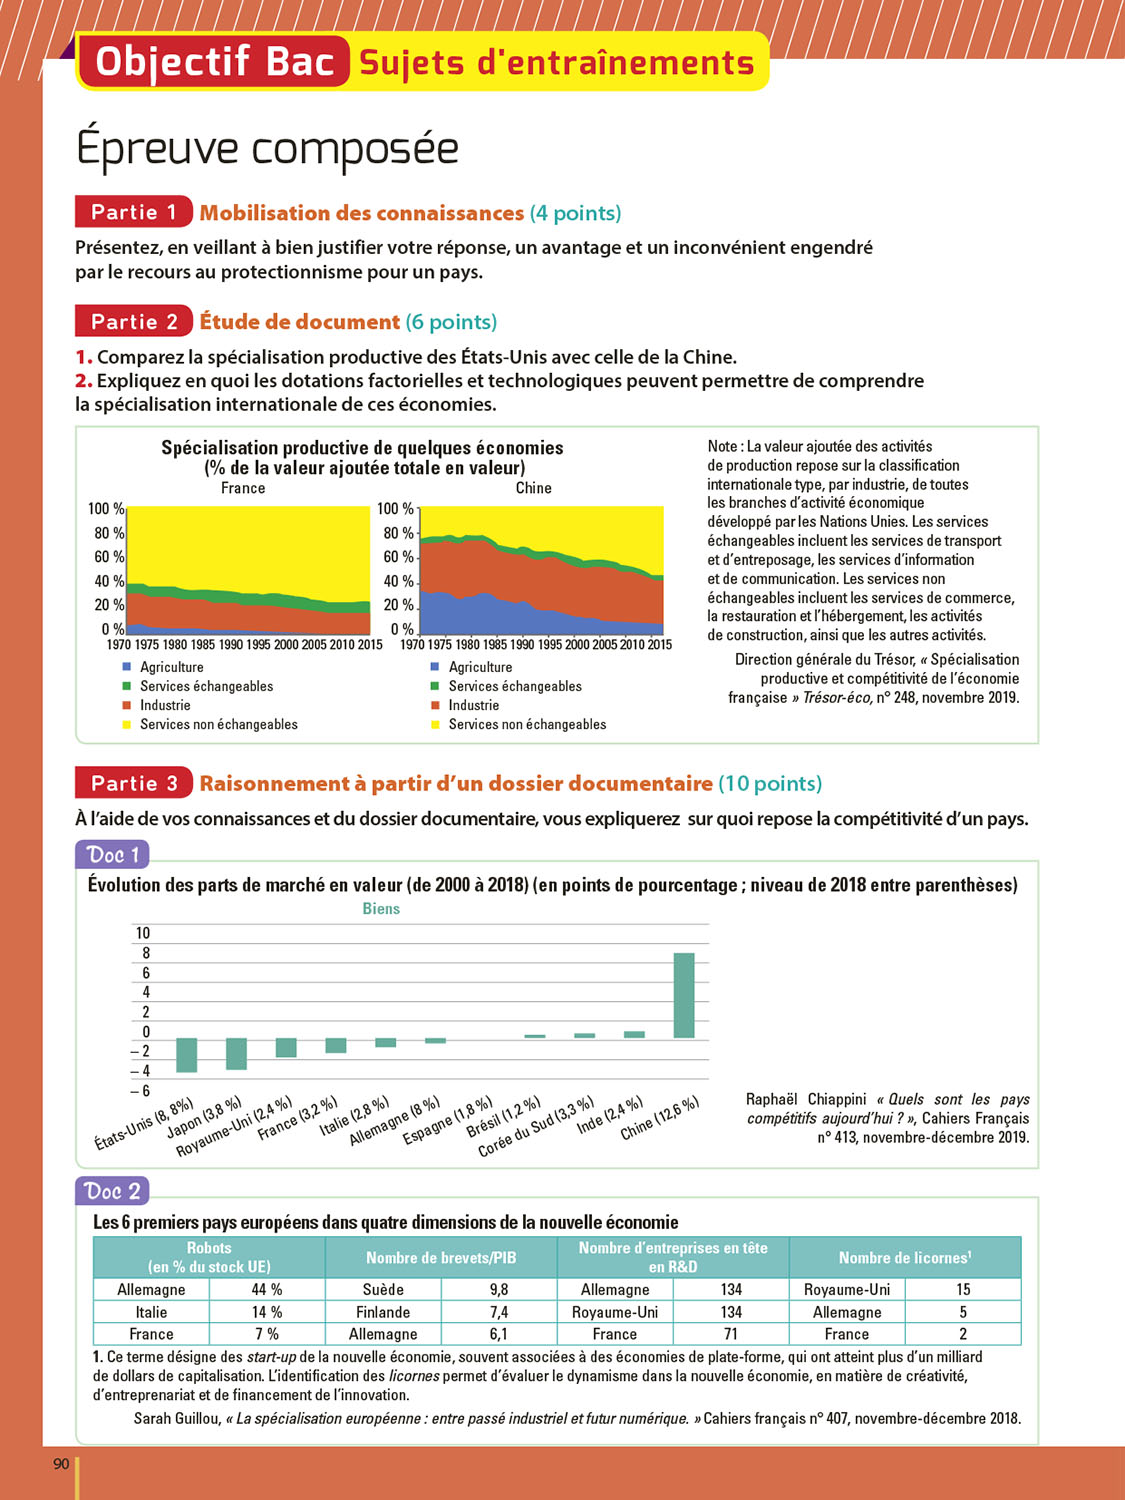 Objectif Bac Sujets d'entraînements
Épreuve composée
Partie 1 Mobilisation des connaissances (4 points)
Présentez, en veillant à bien justifier votre réponse, un avantage et un inconvénient engendré
par le recours au protectionnisme pour un pays.
Partie 2 Étude de document (6 points)
1. Comparez la spécialisation productive des États-Unis avec celle de la Chine.
2. Expliquez en quoi les dotations factorielles et technologiques peuvent permettre de comprendre
la spécialisation internationale de ces économies.
Spécialisation productive de quelques économies
(% de la valeur ajoutée totale en valeur)
France
100 %
80 %
60 %
40 %
20 %
0 %
1970 1975 1980 1985 1990 1995 2000 2005 2010 2015
Agriculture
Services échangeables
Industrie
Services non échangeables
Chine
100 %
80 %
60 %
40 %
20 %
0 %
1970 1975 1980 1985 1990 1995 2000 2005 2010 2015
Agriculture
Services échangeables
Industrie
Services non échangeables
Note : La valeur ajoutée des activités
de production repose sur la classification
internationale type, par industrie, de toutes
les branches d'activité économique
développé par les Nations Unies. Les services
échangeables incluent les services de transport
et d'entreposage, les services d'information
et de communication. Les services non
échangeables incluent les services de commerce,
la restauration et l'hébergement, les activités
de construction, ainsi que les autres activités.
Direction générale du Trésor, « Spécialisation
productive et compétitivité de l'économie
française » Trésor-éco, n° 248, novembre 2019.
Partie 3 Raisonnement à partir d'un dossier documentaire (10 points)
À l'aide de vos connaissances et du dossier documentaire, vous expliquerez sur quoi repose la compétitivité d'un pays.
Doc 1
Évolution des parts de marché en valeur (de 2000 à 2018) (en points de pourcentage ; niveau de 2018 entre parenthèses)
Biens
10
8
6
4
2
0
– 2
– 4
– 6
États-Unis (8, 8%)
Japon (3,8 %)
Royaume-Uni (2,4 %)
France (3,2 %)
Italie (2,8 %)
Allemagne (8 %)
Espagne (1,8 %)
Brésil (1,2 %)
Corée du Sud (3,3 %)
Inde (2,4 %)
Chine (12,6 %)
Raphaël Chiappini « Quels sont les pays
compétitifs aujourd'hui ? », Cahiers Français
n° 413, novembre-décembre 2019.
Doc 2
Les 6 premiers pays européens dans quatre dimensions de la nouvelle économie
Robots
(en % du stock UE)
Nombre de brevets/PIB
Nombre d'entreprises en tête
en R&D
Nombre de licornes¹
Allemagne 44 % Suède 9,8 Allemagne 134 Royaume-Uni 15
Italie 14 % Finlande 7,4 Royaume-Uni 134 Allemagne 5
France 7 % Allemagne 6,1 France 71 France 2
1. Ce terme désigne des start-up de la nouvelle économie, souvent associées à des économies de plate-forme, qui ont atteint plus d'un milliard
de dollars de capitalisation. L'identification des licornes permet d'évaluer le dynamisme dans la nouvelle économie, en matière de créativité,
d'entreprenariat et de financement de l'innovation.
Sarah Guillou, « La spécialisation européenne : entre passé industriel et futur numérique. » Cahiers français n° 407, novembre-décembre 2018.
90